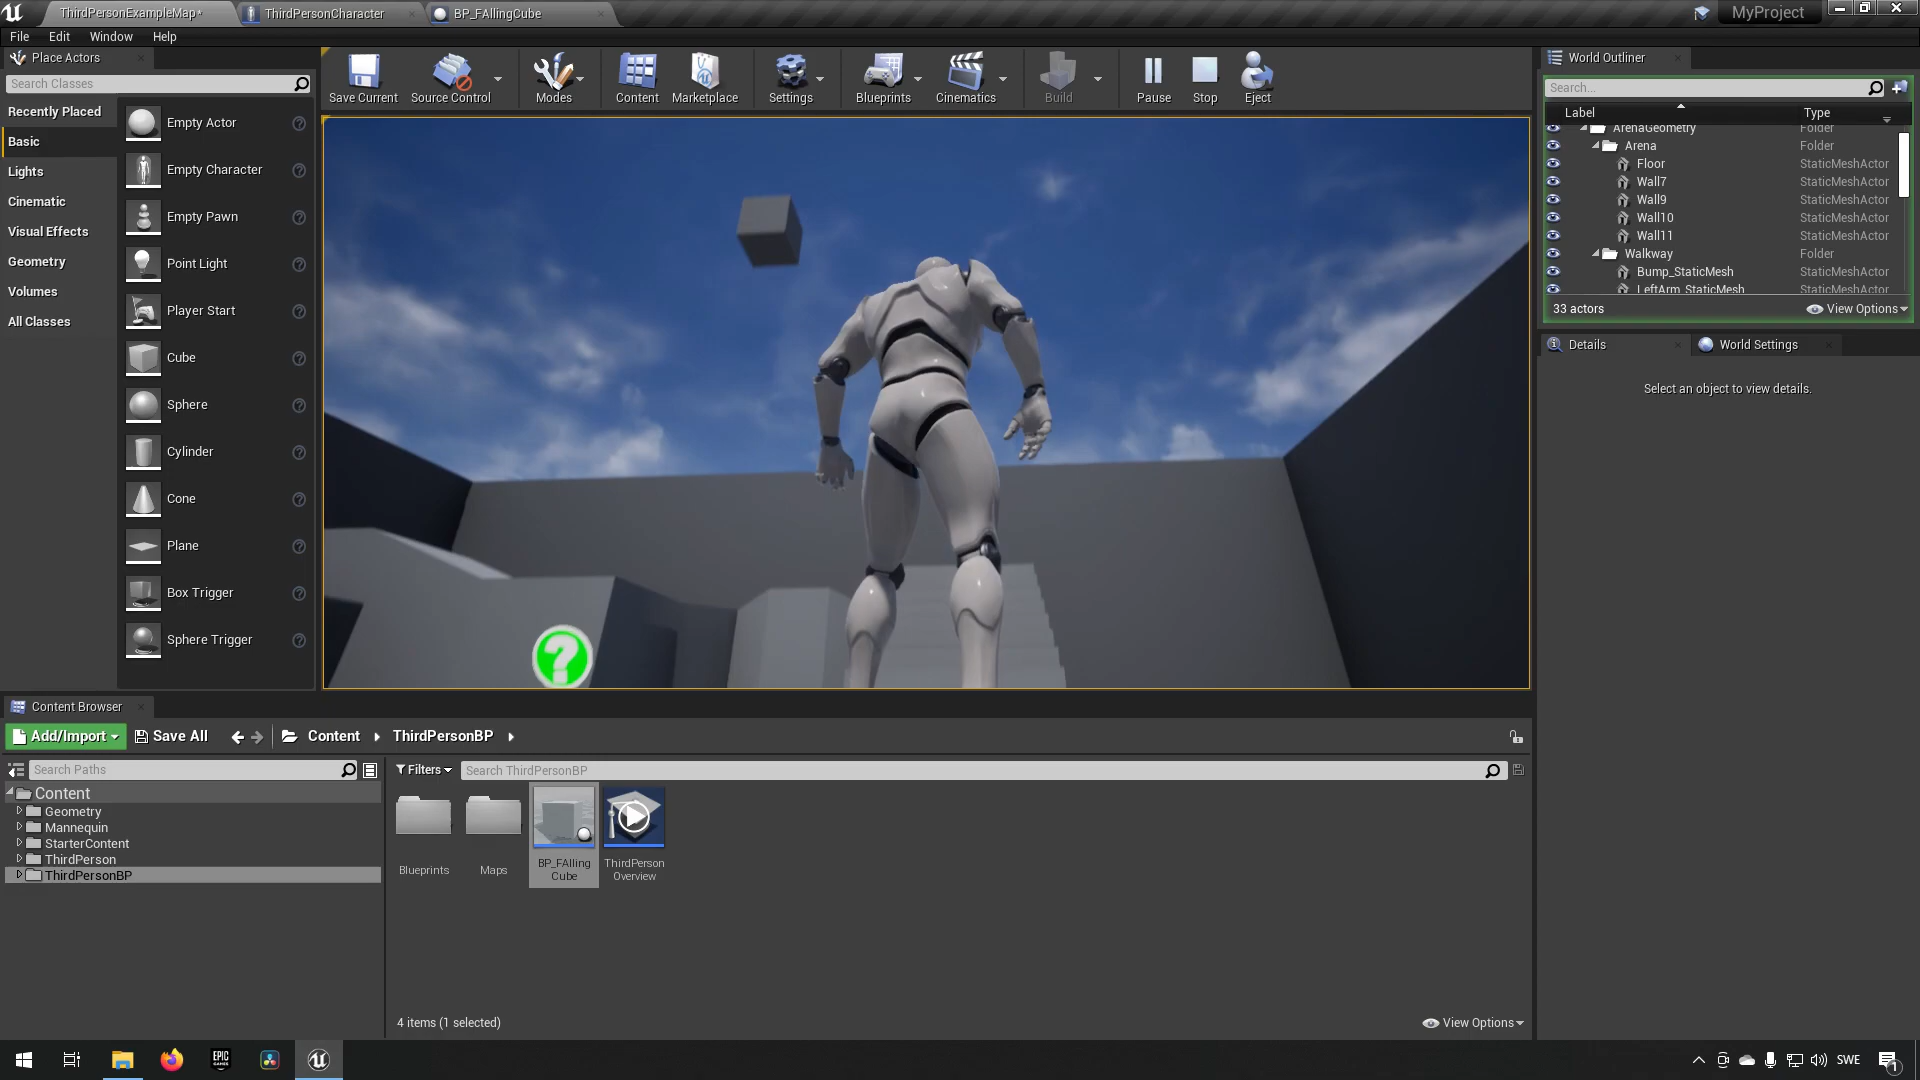 ThirdPersonExampleMap*
ThirdPersonCharacter
BP_FAllingCube
MyProject
File Edit Window Help
Place Actors
Search Classes
Recently Placed
Basic
Lights
Cinematic
Visual Effects
Geometry
Volumes
All Classes
Empty Actor
Empty Character
Empty Pawn
Point Light
Player Start
Cube
Sphere
Cylinder
Cone
Plane
Box Trigger
Sphere Trigger
Save Current
Source Control
Modes
Content
Marketplace
Settings
Blueprints
Cinematics
Build
Pause
Stop
Eject
?
World Outliner
Search...
Label Type
ArenaGeometry Folder
Arena Folder
Floor StaticMeshActor
Wall7 StaticMeshActor
Wall9 StaticMeshActor
Wall10 StaticMeshActor
Wall11 StaticMeshActor
Walkway Folder
Bump_StaticMesh StaticMeshActor
LeftArm_StaticMesh StaticMeshActor
33 actors View Options
Details
World Settings
Select an object to view details.
Content Browser
Add/Import Save All Content ThirdPersonBP
Search Paths
Content
Geometry
Mannequin
StarterContent
ThirdPerson
ThirdPersonBP
Filters Search ThirdPersonBP
Blueprints
Maps
BP_FAlling
Cube
ThirdPerson
Overview
4 items (1 selected) View Options
EPIC
GAMES
SWE
1